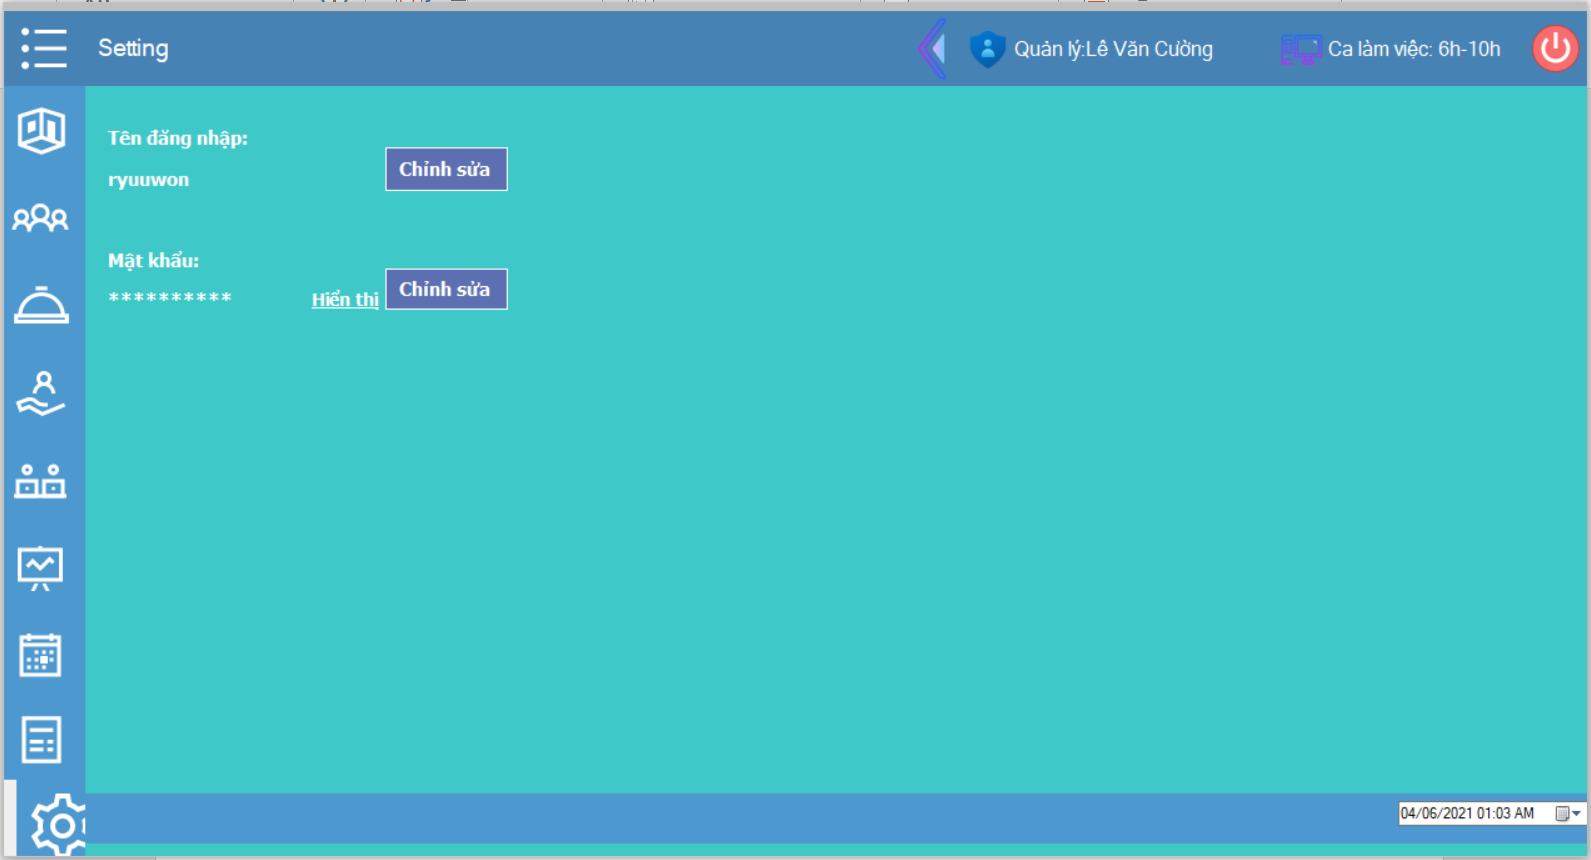 Setting
Quản lý:Lê Văn Cường
Ca làm việc: 6h-10h
Tên đăng nhập:
ryuuwon
Chỉnh sửa
Mật khẩu:
**********
Hiển thị
Chỉnh sửa
04/06/2021 01:03 AM